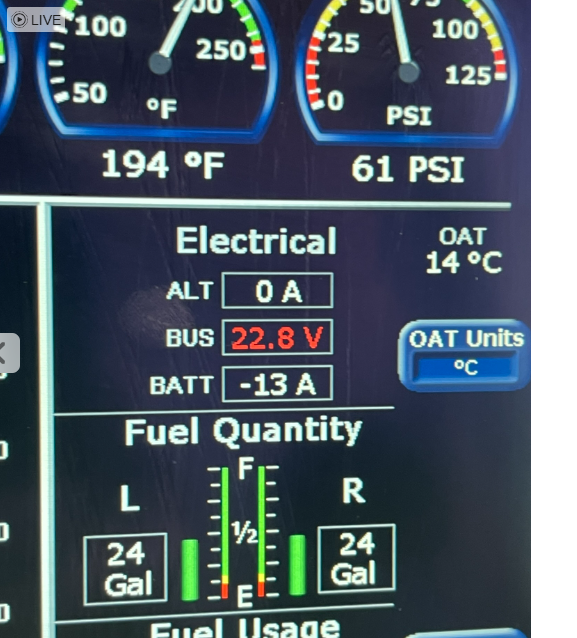 LIVE
100
250
50
°F
194 °F
50
75
25
100
125
0
PSI
61 PSI
Electrical
ALT 0 A
BUS 22.8 V
BATT -13 A
OAT
14 °C
OAT Units
°C
Fuel Quantity
L
F
R
1/2
24
Gal
24
Gal
E
Fuel Usage